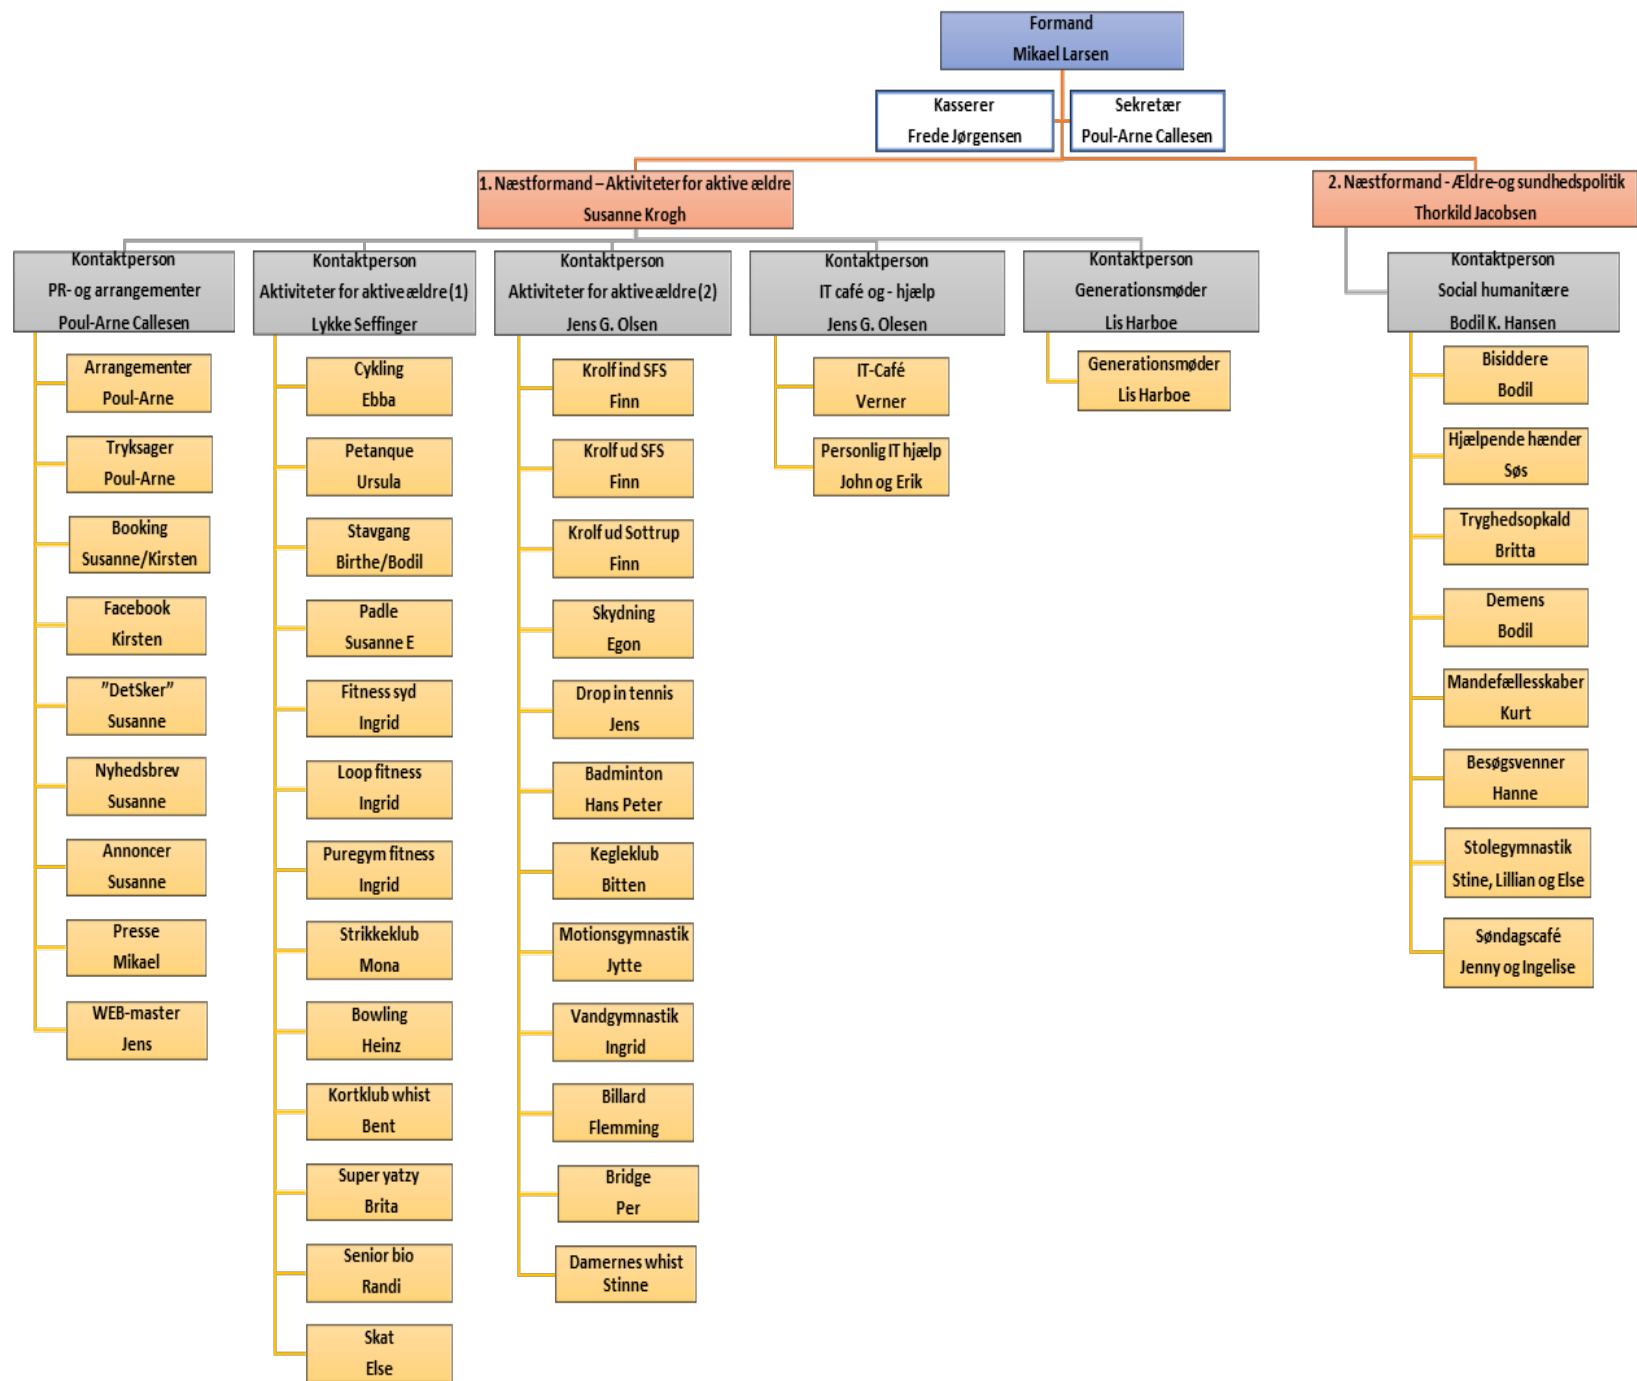 Formand
Mikael Larsen
Kasserer
Frede Jørgensen
Sekretær
Poul-Arne Callesen
1. Næstformand – Aktiviteter for aktive ældre
Susanne Krogh
2. Næstformand - Ældre-og sundhedspolitik
Thorkild Jacobsen
Kontaktperson
PR- og arrangementer
Poul-Arne Callesen
Arrangementer
Poul-Arne
Tryksager
Poul-Arne
Booking
Susanne/Kirsten
Facebook
Kirsten
”DetSker”
Susanne
Nyhedsbrev
Susanne
Annoncer
Susanne
Presse
Mikael
WEB-master
Jens
Kontaktperson
Aktiviteter for aktive ældre (1)
Lykke Seffinger
Cykling
Ebba
Petanque
Ursula
Stavgang
Birthe/Bodil
Padle
Susanne E
Fitness syd
Ingrid
Loop fitness
Ingrid
Puregym fitness
Ingrid
Strikkeklub
Mona
Bowling
Heinz
Kortklub whist
Bent
Super yatzy
Brita
Senior bio
Randi
Skat
Else
Kontaktperson
Aktiviteter for aktive ældre (2)
Jens G. Olsen
Krolf ind SFS
Finn
Krolf ud SFS
Finn
Krolf ud Sottrup
Finn
Skydning
Egon
Drop in tennis
Jens
Badminton
Hans Peter
Kegleklub
Bitten
Motionsgymnastik
Jytte
Vandgymnastik
Ingrid
Billard
Flemming
Bridge
Per
Damernes whist
Stinne
Kontaktperson
IT café og - hjælp
Jens G. Olesen
IT-Café
Verner
Personlig IT hjælp
John og Erik
Kontaktperson
Generationsmøder
Lis Harboe
Generationsmøder
Lis Harboe
Kontaktperson
Social humanitære
Bodil K. Hansen
Bisiddere
Bodil
Hjælpende hænder
Søs
Tryghedsopkald
Britta
Demens
Bodil
Mandefællesskaber
Kurt
Besøgsvenner
Hanne
Stolegymnastik
Stine, Lillian og Else
Søndagscafé
Jenny og Ingelise